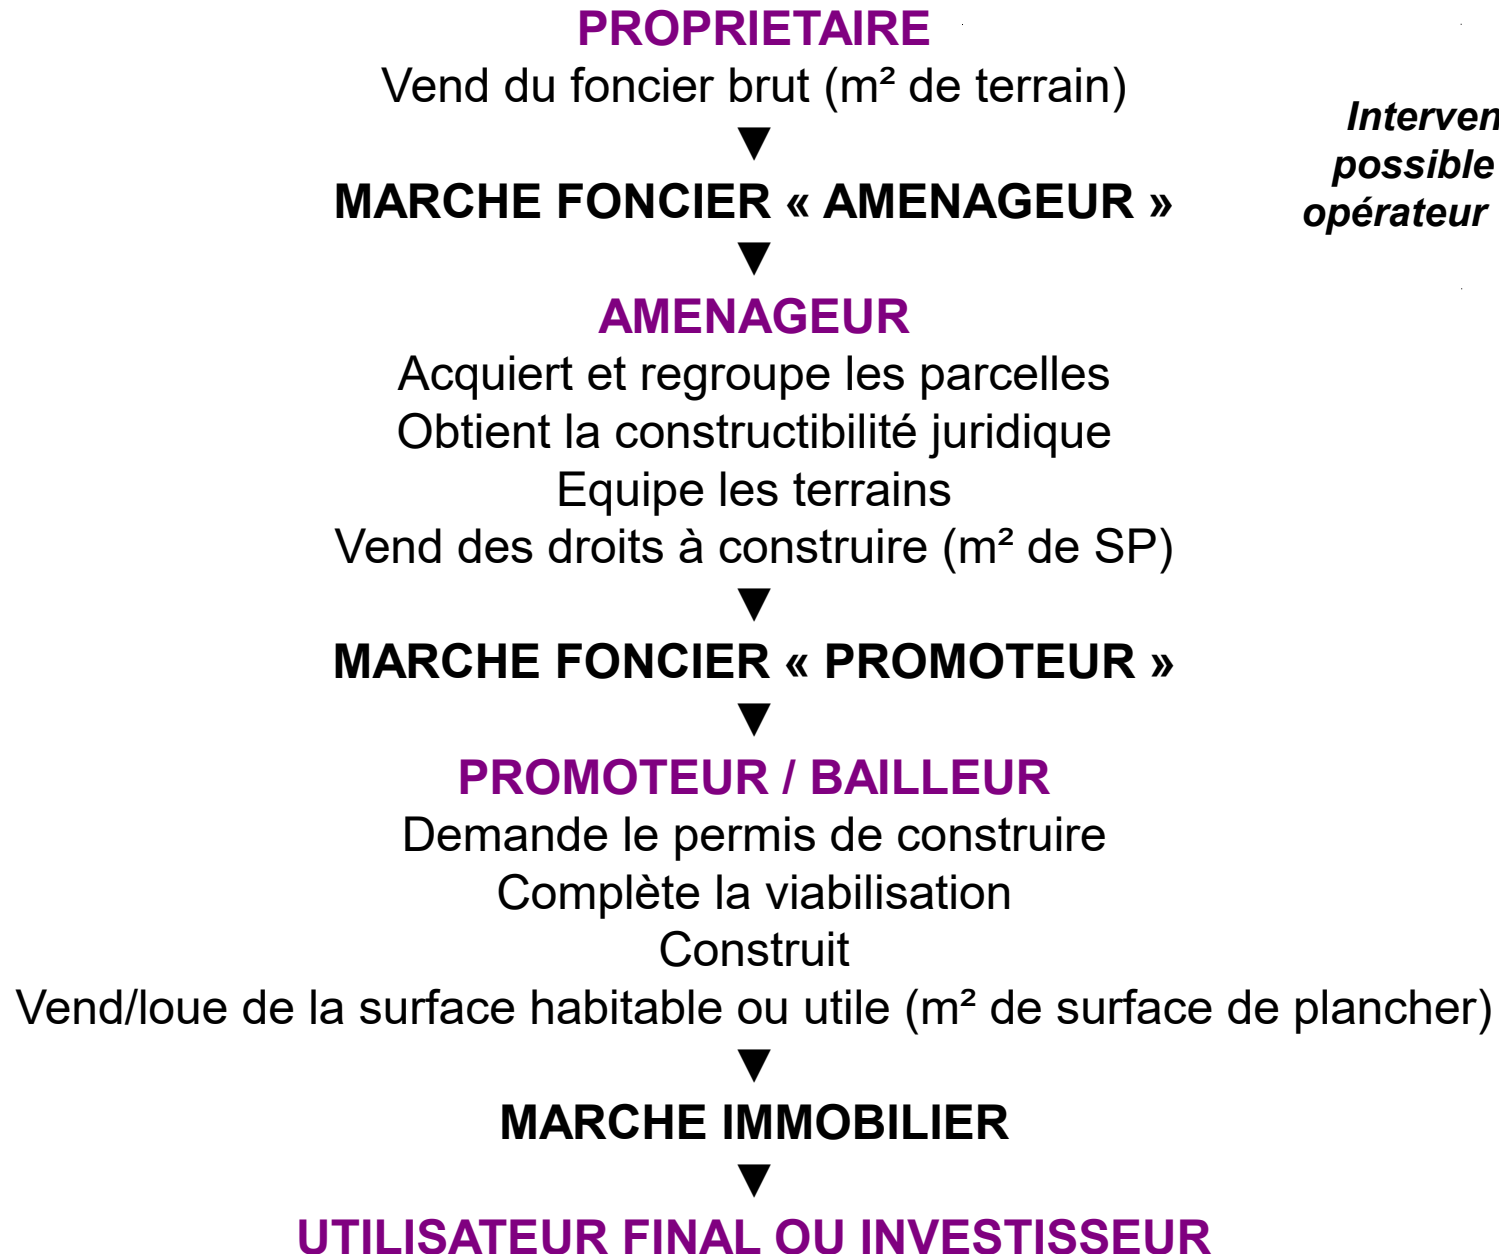 PROPRIETAIRE
Vend du foncier brut (m² de terrain)
▼
MARCHE FONCIER « AMENAGEUR »
possible
opérateur
▼
AMENAGEUR
Acquiert et regroupe les parcelles
Obtient la constructibilité juridique
Equipe les terrains
Vend des droits à construire (m² de SP)
▼
MARCHE FONCIER « PROMOTEUR »
▼
PROMOTEUR / BAILLEUR
Demande le permis de construire
Complète la viabilisation
Construit
Vend/loue de la surface habitable ou utile (m² de surface de plancher)
▼
MARCHE IMMOBILIER
▼
UTILISATEUR FINAL OU INVESTISSEUR